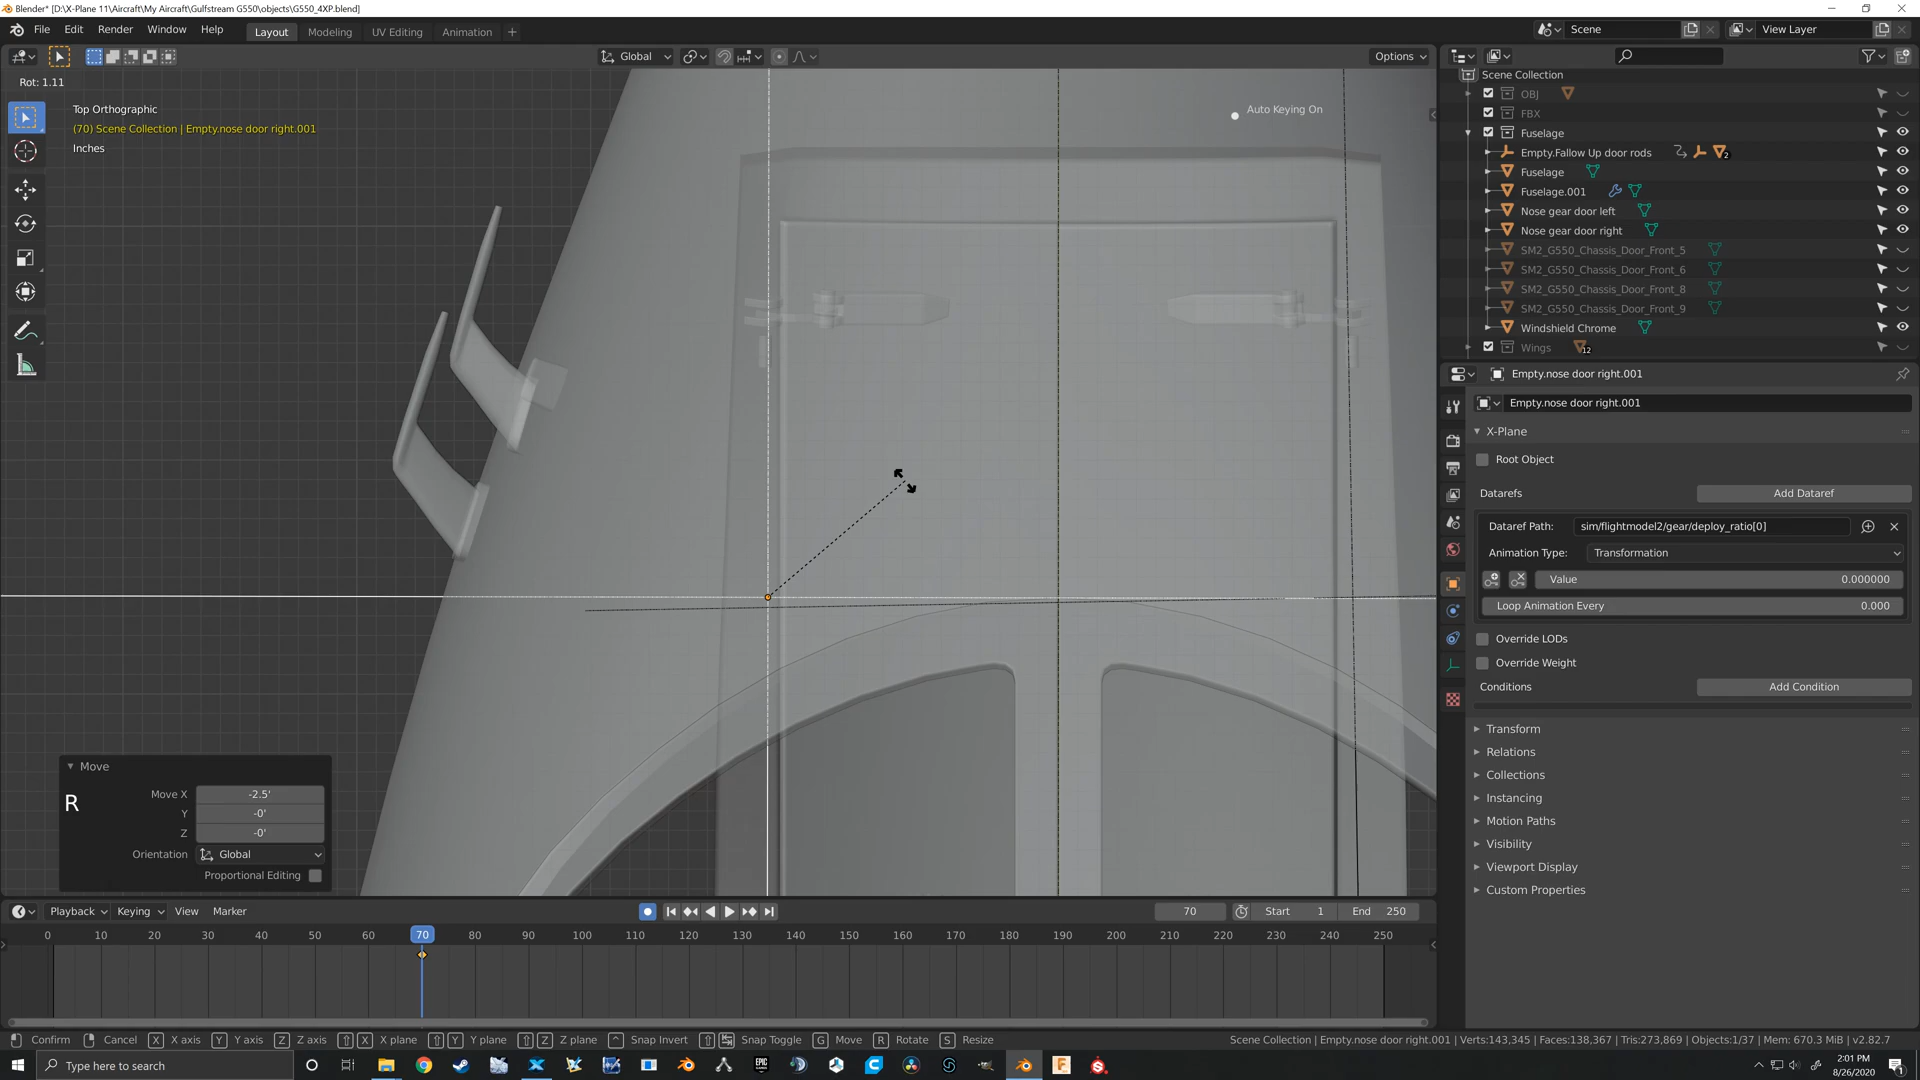 Blender* [D:\X-Plane 11\Aircraft\My Aircraft\Gulfstream G550\objects\G550_4XP.blend]
File Edit Render Window Help Layout Modeling UV Editing Animation + Scene View Layer
Global Options
Rot: 1.11
Top Orthographic
(70) Scene Collection | Empty.nose door right.001
Inches
Auto Keying On
Scene Collection
OBJ
FBX
Fuselage
Empty.Fallow Up door rods 2
Fuselage
Fuselage.001
Nose gear door left
Nose gear door right
SM2_G550_Chassis_Door_Front_5
SM2_G550_Chassis_Door_Front_6
SM2_G550_Chassis_Door_Front_8
SM2_G550_Chassis_Door_Front_9
Windshield Chrome
Wings 12
Empty.nose door right.001
Empty.nose door right.001
X-Plane
Root Object
Datarefs Add Dataref
Dataref Path: sim/flightmodel2/gear/deploy_ratio[0]
Animation Type: Transformation
Value 0.000000
Loop Animation Every 0.000
Override LODs
Override Weight
Conditions Add Condition
Transform
Relations
Collections
Instancing
Motion Paths
Visibility
Viewport Display
Custom Properties
Move
R Move X -2.5'
Y -0'
Z -0'
Orientation Global
Proportional Editing
Playback Keying View Marker 70 Start 1 End 250
0 10 20 30 40 50 60 70 80 90 100 110 120 130 140 150 160 170 180 190 200 210 220 230 240 250
Confirm Cancel X X axis Y Y axis Z Z axis X X plane Y Y plane Z Z plane Snap Invert Snap Toggle G Move R Rotate S Resize Scene Collection | Empty.nose door right.001 | Verts:143,345 | Faces:138,367 | Tris:273,869 | Objects:1/37 | Mem: 670.3 MiB | v2.82.7
Type here to search
EPIC
2:01 PM
8/26/2020
1